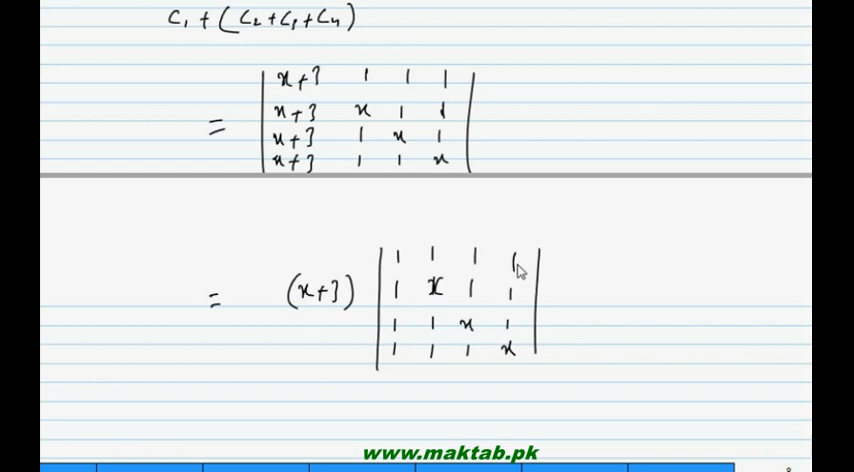 C₁ + (C₂ + C₃ + C₄)
= | x+3 1 1 1 |
| x+3 x 1 1 |
| x+3 1 x 1 |
| x+3 1 1 x |
= (x+3) | 1 1 1 1 |
| 1 x 1 1 |
| 1 1 x 1 |
| 1 1 1 x |
www.maktab.pk